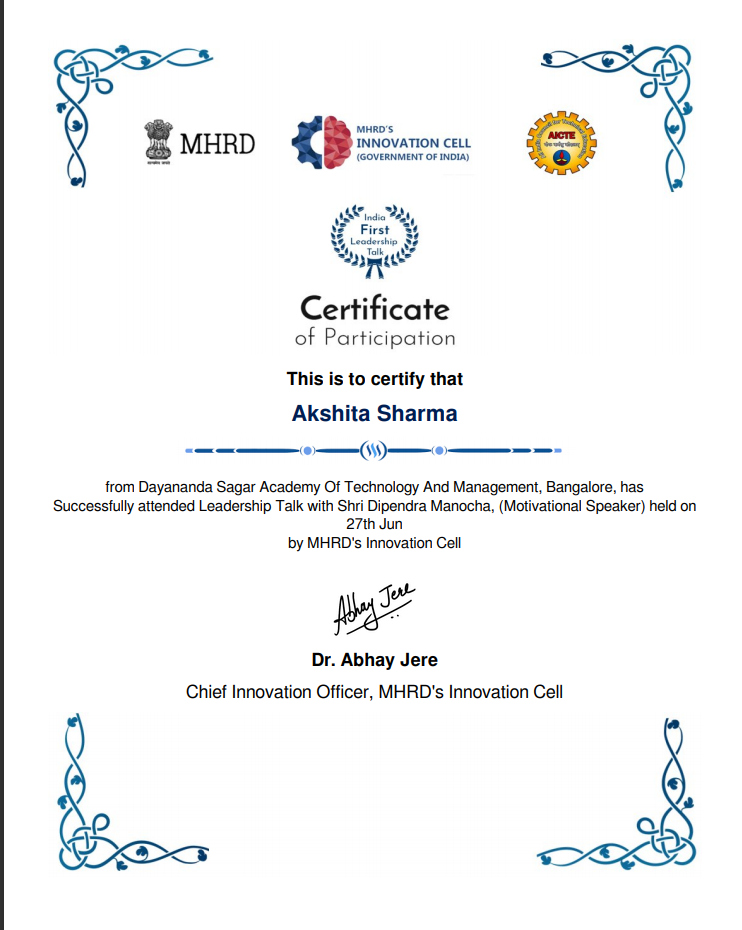 MHRD
MHRD'S
INNOVATION CELL
(GOVERNMENT OF INDIA)
AICTE
India
First
Leadership
Talk
Certificate
of Participation
This is to certify that
Akshita Sharma
from Dayananda Sagar Academy Of Technology And Management, Bangalore, has
Successfully attended Leadership Talk with Shri Dipendra Manocha, (Motivational Speaker) held on
27th Jun
by MHRD's Innovation Cell
Abhay Jere
Dr. Abhay Jere
Chief Innovation Officer, MHRD's Innovation Cell